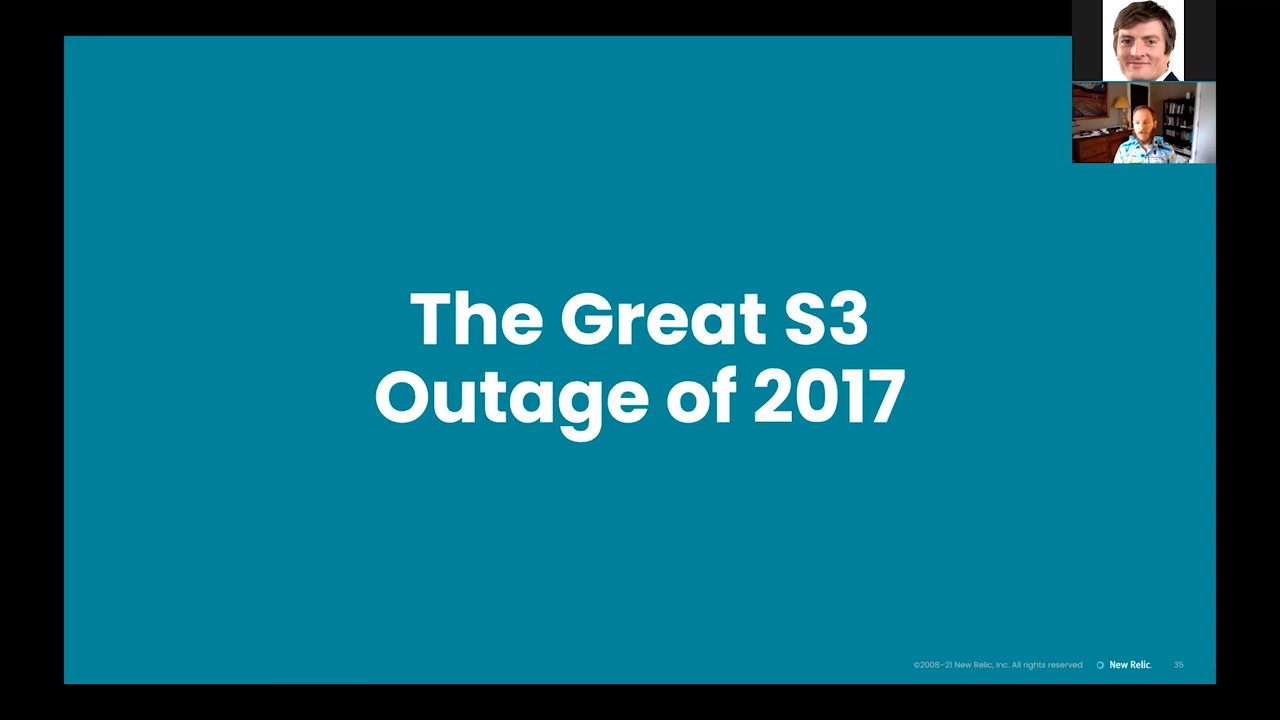 The Great S3
Outage of 2017
©2008–21 New Relic, Inc. All rights reserved New Relic. 35